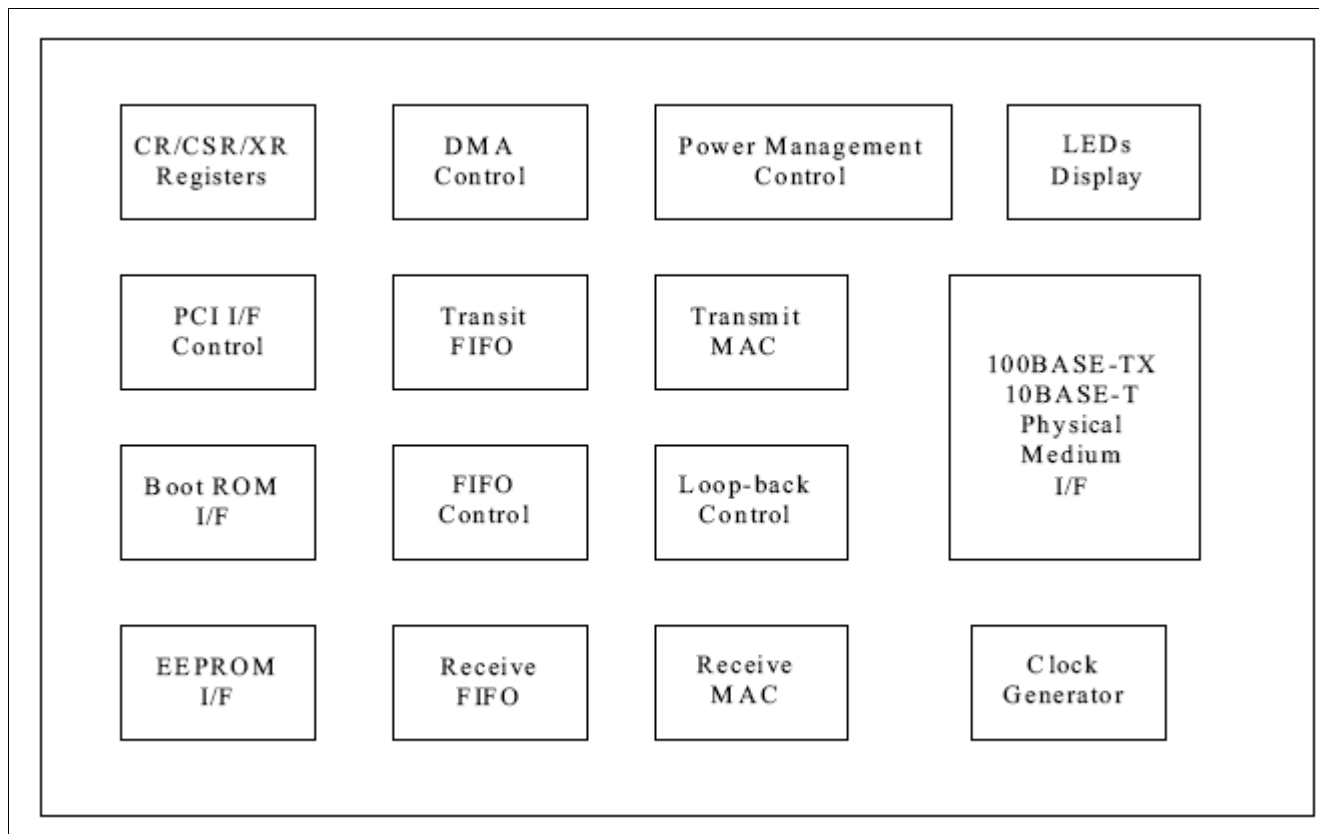 CR/CSR/XR
Registers
DMA
Control
Power Management
Control
LEDs
Display
PCI I/F
Control
Transit
FIFO
Transmit
MAC
100BASE-TX
10BASE-T
Physical
Medium
I/F
Boot ROM
I/F
FIFO
Control
Loop-back
Control
EEPROM
I/F
Receive
FIFO
Receive
MAC
Clock
Generator